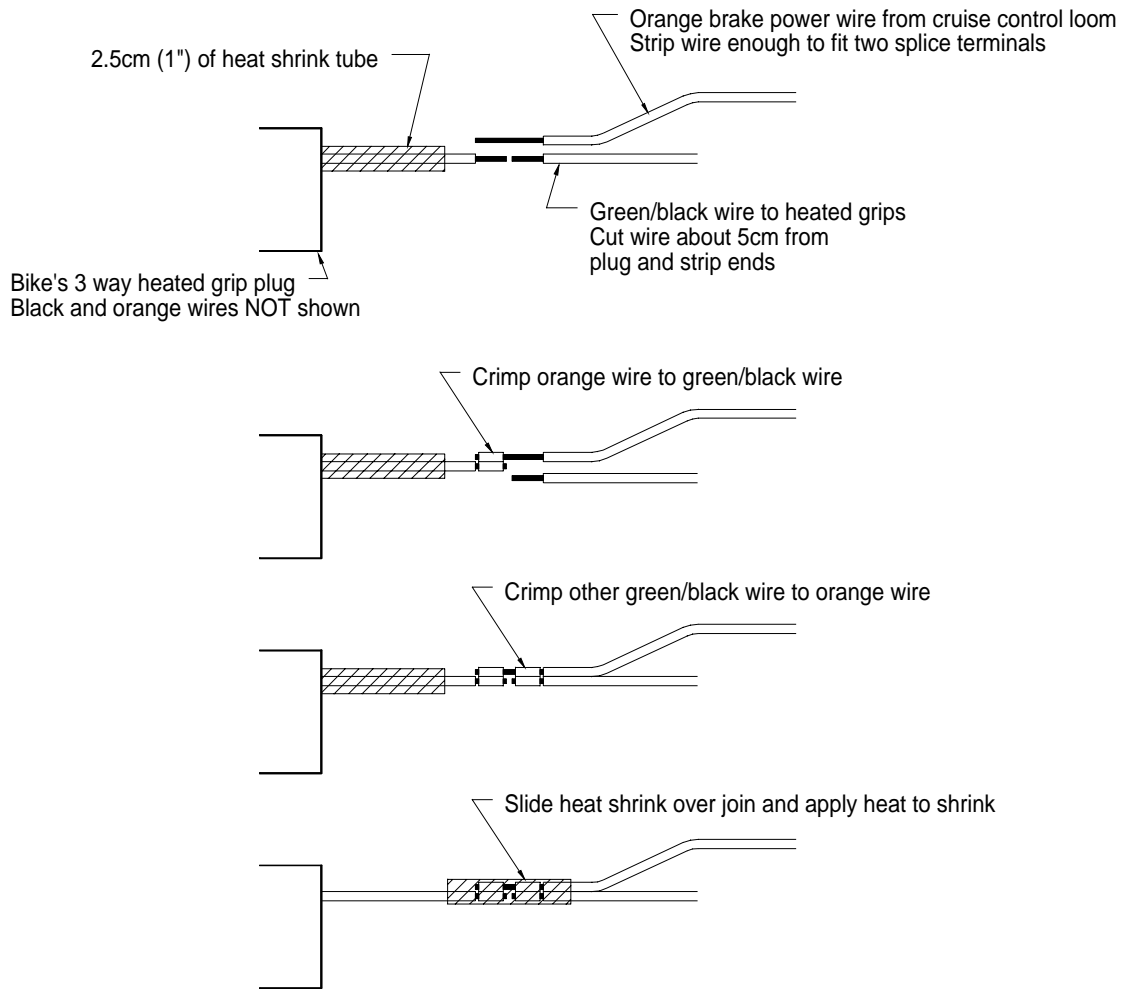 Orange brake power wire from cruise control loom
Strip wire enough to fit two splice terminals
2.5cm (1") of heat shrink tube
Green/black wire to heated grips
Cut wire about 5cm from
plug and strip ends
Bike's 3 way heated grip plug
Black and orange wires NOT shown
Crimp orange wire to green/black wire
Crimp other green/black wire to orange wire
Slide heat shrink over join and apply heat to shrink